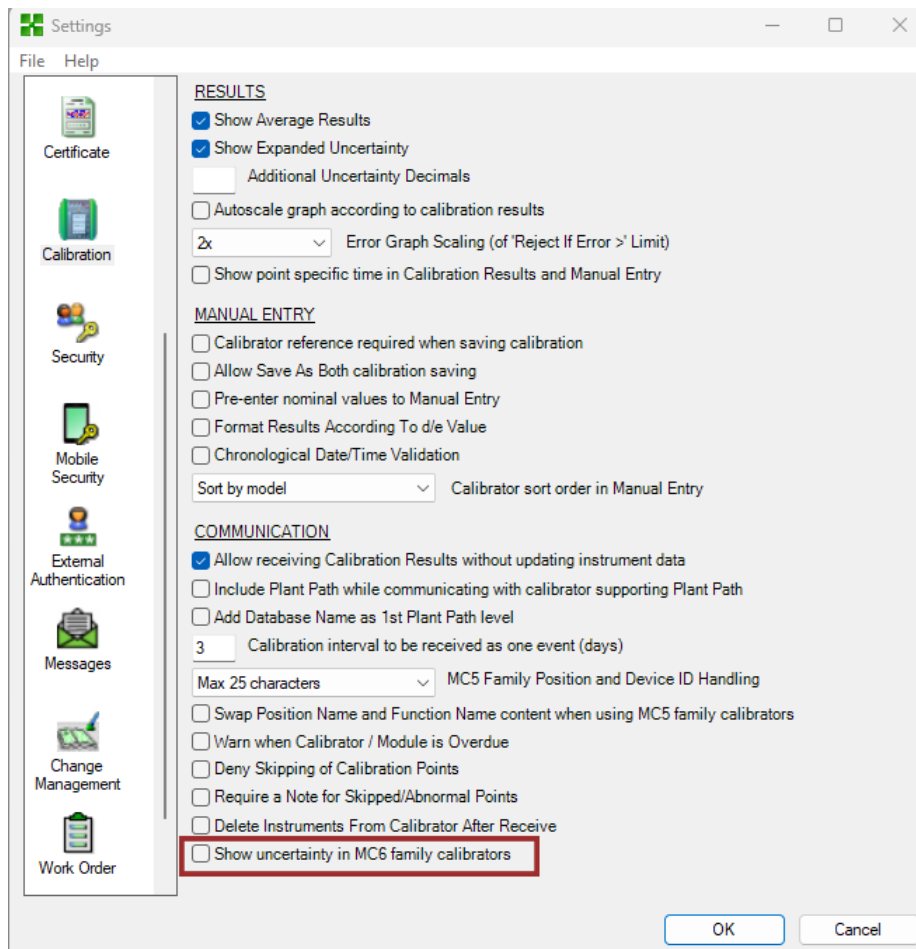 Settings
File Help
Certificate
Calibration
Security
Mobile
Security
External
Authentication
Messages
Change
Management
Work Order
RESULTS
Show Average Results
Show Expanded Uncertainty
Additional Uncertainty Decimals
Autoscale graph according to calibration results
2x Error Graph Scaling (of 'Reject If Error >' Limit)
Show point specific time in Calibration Results and Manual Entry
MANUAL ENTRY
Calibrator reference required when saving calibration
Allow Save As Both calibration saving
Pre-enter nominal values to Manual Entry
Format Results According To d/e Value
Chronological Date/Time Validation
Sort by model Calibrator sort order in Manual Entry
COMMUNICATION
Allow receiving Calibration Results without updating instrument data
Include Plant Path while communicating with calibrator supporting Plant Path
Add Database Name as 1st Plant Path level
3 Calibration interval to be received as one event (days)
Max 25 characters MC5 Family Position and Device ID Handling
Swap Position Name and Function Name content when using MC5 family calibrators
Warn when Calibrator / Module is Overdue
Deny Skipping of Calibration Points
Require a Note for Skipped/Abnormal Points
Delete Instruments From Calibrator After Receive
Show uncertainty in MC6 family calibrators
OK Cancel